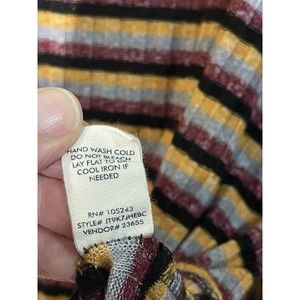 HAND WASH COLD
DO NOT BLEACH
LAY FLAT TO DRY
COOL IRON IF
NEEDED
RN# 105243
STYLE# JT9K7JHEBC
VENDOR# 23655